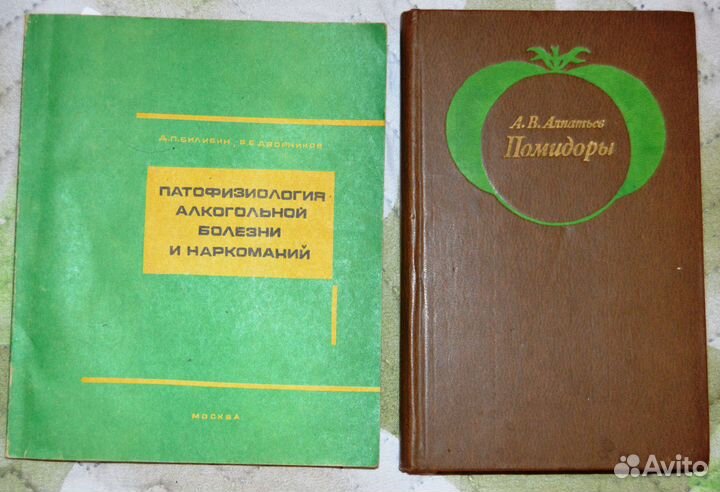 Д.П.БИЛИБИН, В.Е.ДВОРНИКОВ
ПАТОФИЗИОЛОГИЯ
АЛКОГОЛЬНОЙ
БОЛЕЗНИ
И НАРКОМАНИЙ
МОСКВА
А. В. Алпатьев
Помидоры
Avito